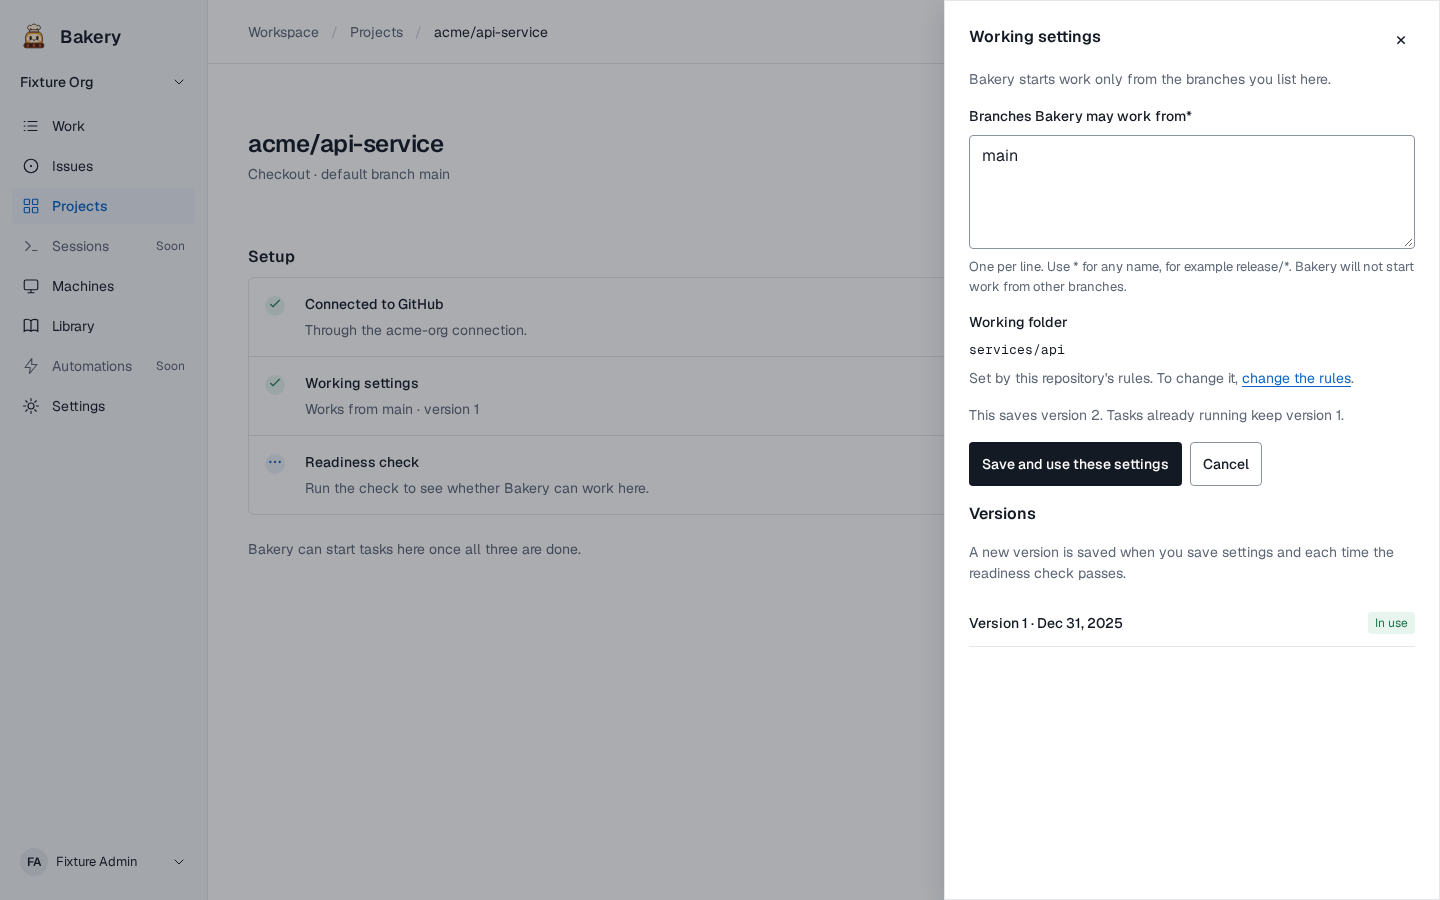 Bakery
Fixture Org
Work
Issues
Projects
Sessions Soon
Machines
Library
Automations Soon
Settings
FA Fixture Admin
Workspace / Projects / acme/api-service
acme/api-service
Checkout · default branch main
Setup
Connected to GitHub
Through the acme-org connection.
Working settings
Works from main · version 1
Readiness check
Run the check to see whether Bakery can work here.
Bakery can start tasks here once all three are done.
Working settings
Bakery starts work only from the branches you list here.
Branches Bakery may work from*
main
One per line. Use * for any name, for example release/*. Bakery will not start
work from other branches.
Working folder
services/api
Set by this repository's rules. To change it, change the rules.
This saves version 2. Tasks already running keep version 1.
Save and use these settings Cancel
Versions
A new version is saved when you save settings and each time the
readiness check passes.
Version 1 · Dec 31, 2025 In use